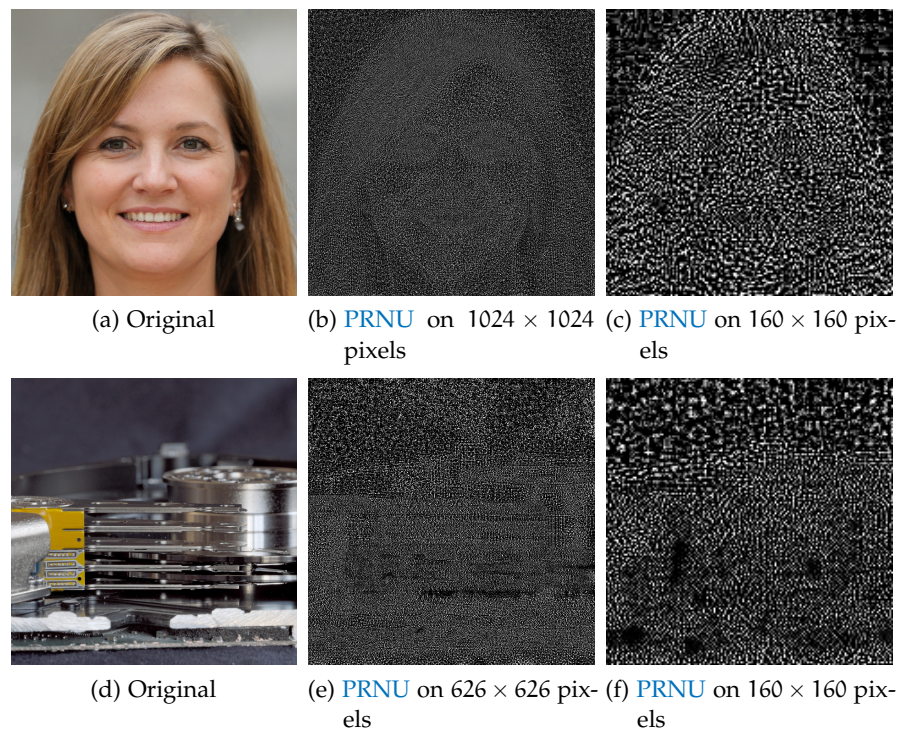 (a) Original
(b) PRNU on 1024 × 1024
pixels
(c) PRNU on 160 × 160 pix-
els
(d) Original
(e) PRNU on 626 × 626 pix-
els
(f) PRNU on 160 × 160 pix-
els